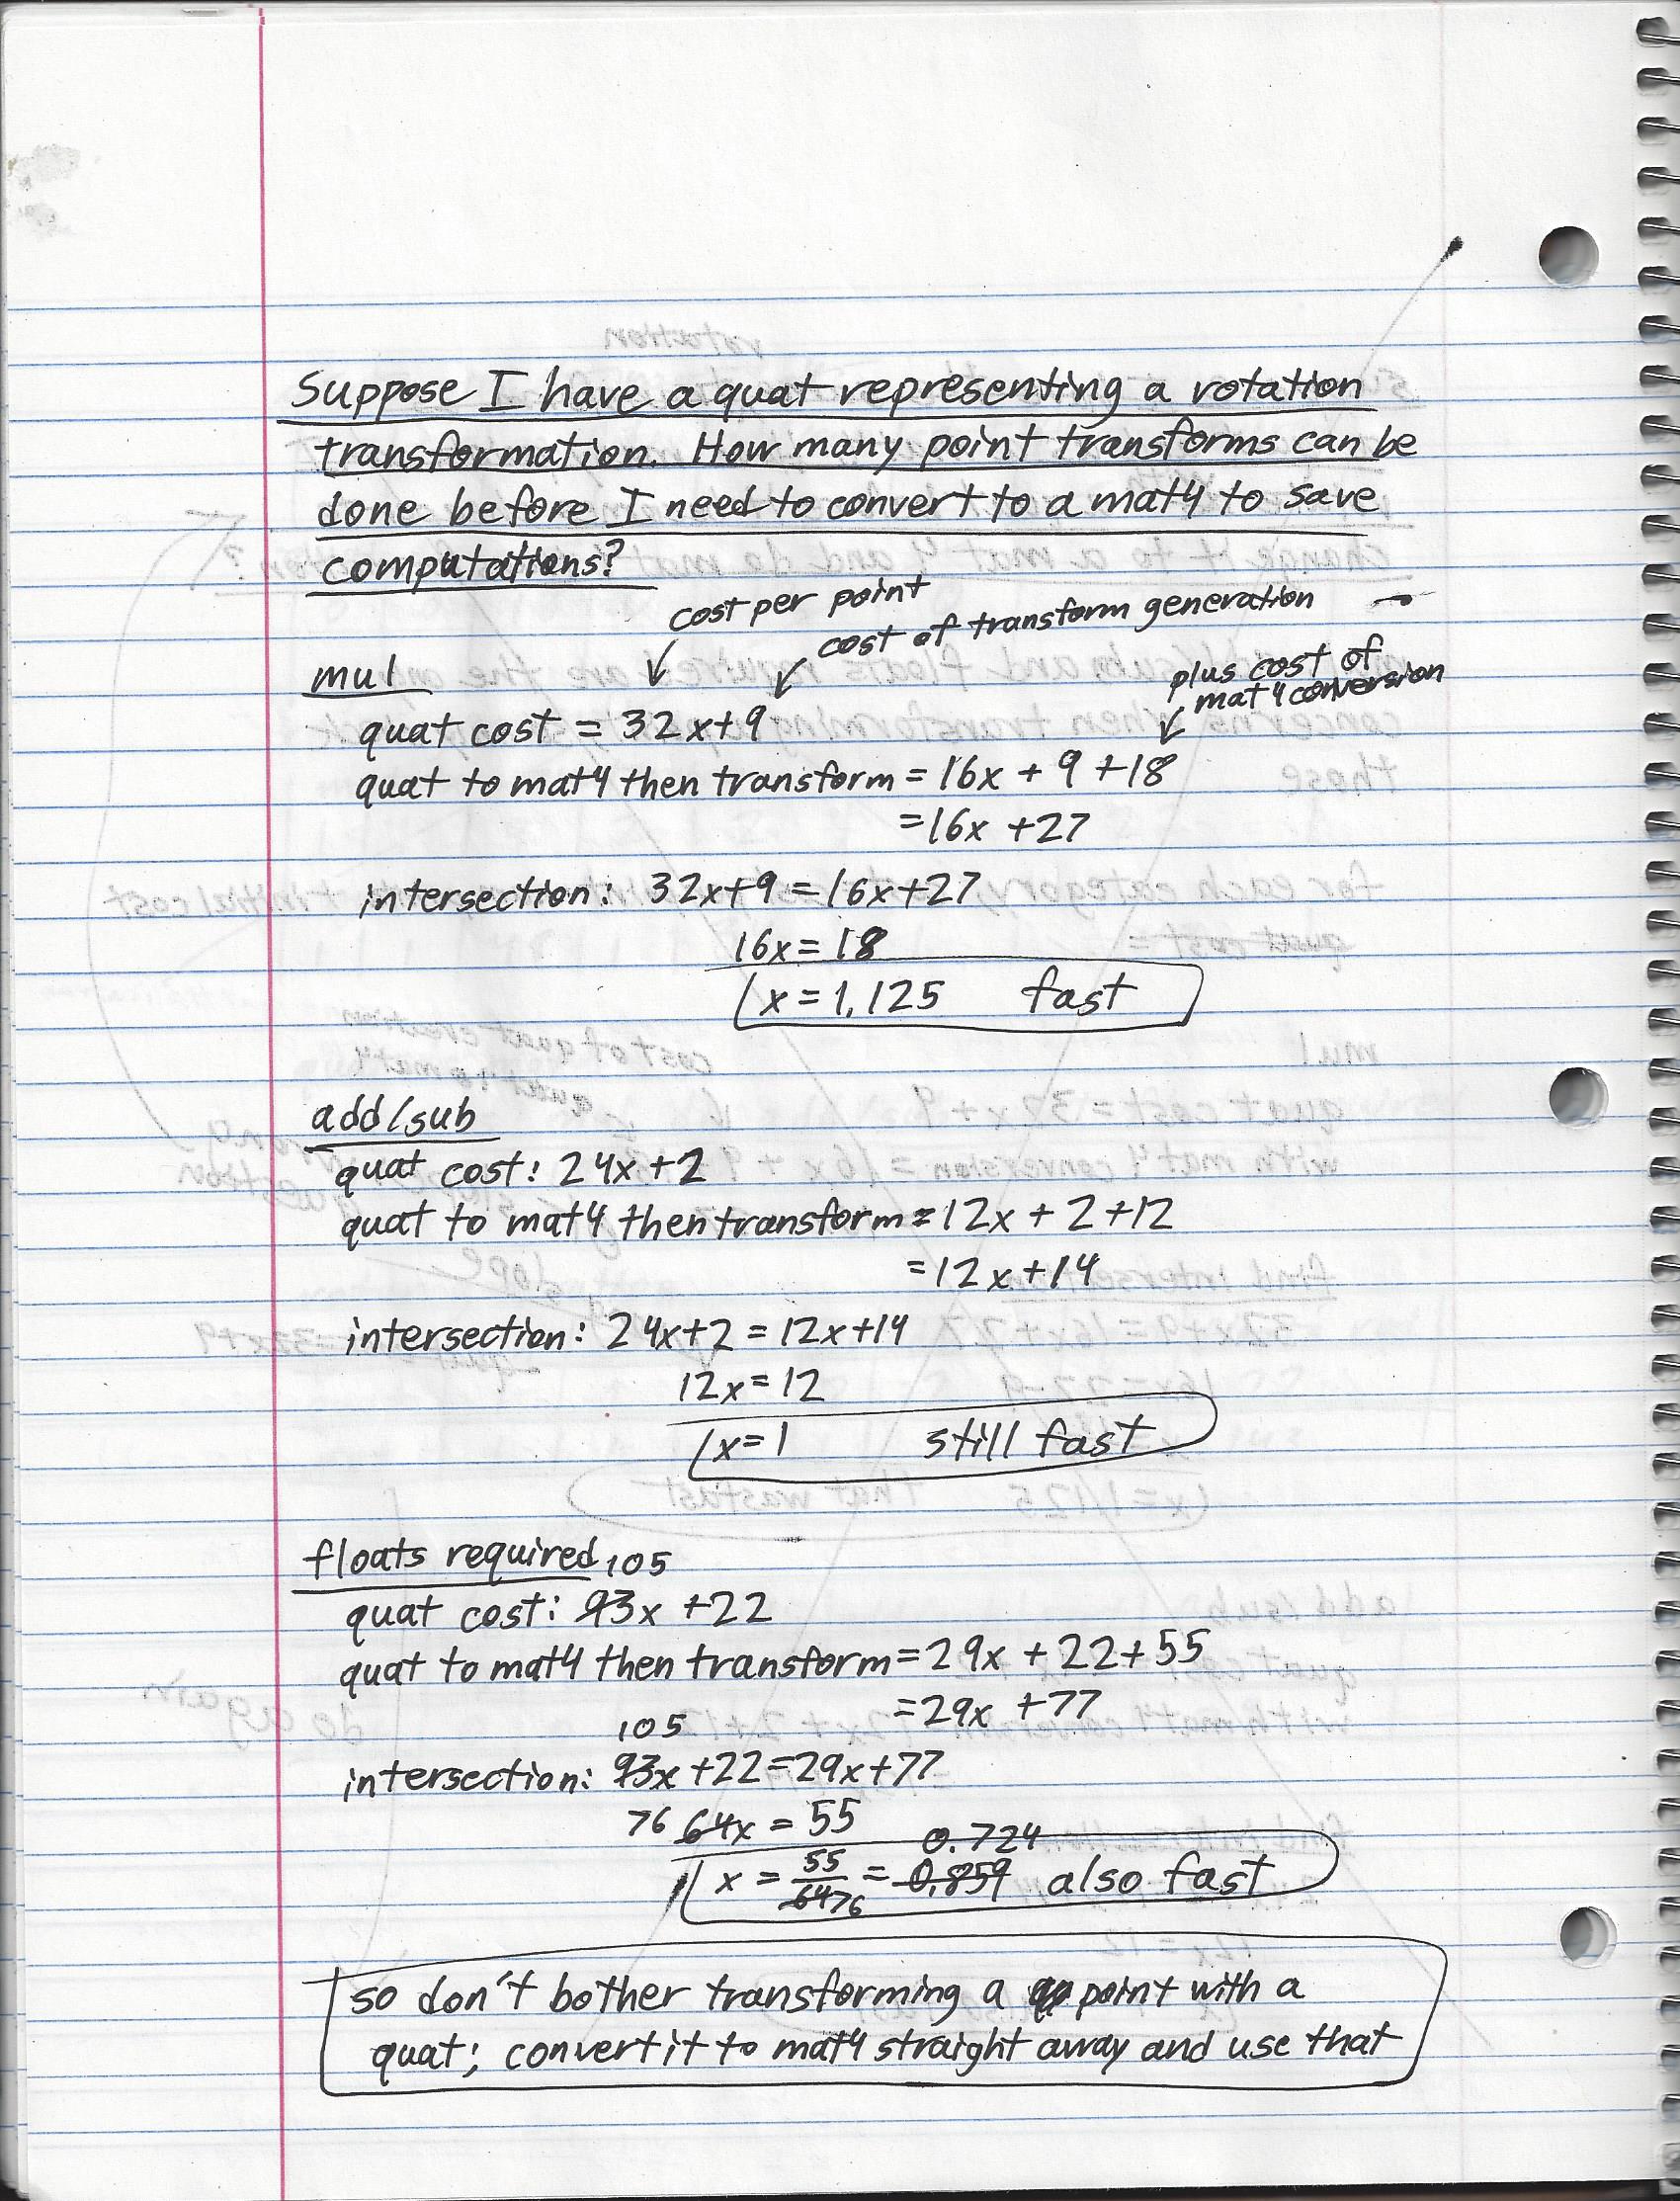 Suppose I have a quat representing a rotation
transformation. How many point transforms can be
done before I need to convert to a mat4 to save
computations?
cost per point
cost of transform generation
plus cost of
mat4 conversion
mul
quat cost = 32x+9
quat to mat4 then transform = 16x + 9 +18
=16x +27
intersection: 32x+9 = 16x+27
16x = 18
x = 1.125 fast
add/sub
quat cost: 24x+2
quat to mat4 then transform = 12x + 2 +12
=12x+14
intersection: 24x+2 = 12x+14
12x = 12
x=1 still fast
floats required 105
quat cost: 93x +22
quat to mat4 then transform = 29x + 22+55
=29x +77
105
intersection: 93x +22=29x+77
76 64x = 55
0.724
x = 55/64 76 = 0.859 also fast
so don't bother transforming a point with a
quat; convert it to mat4 straight away and use that